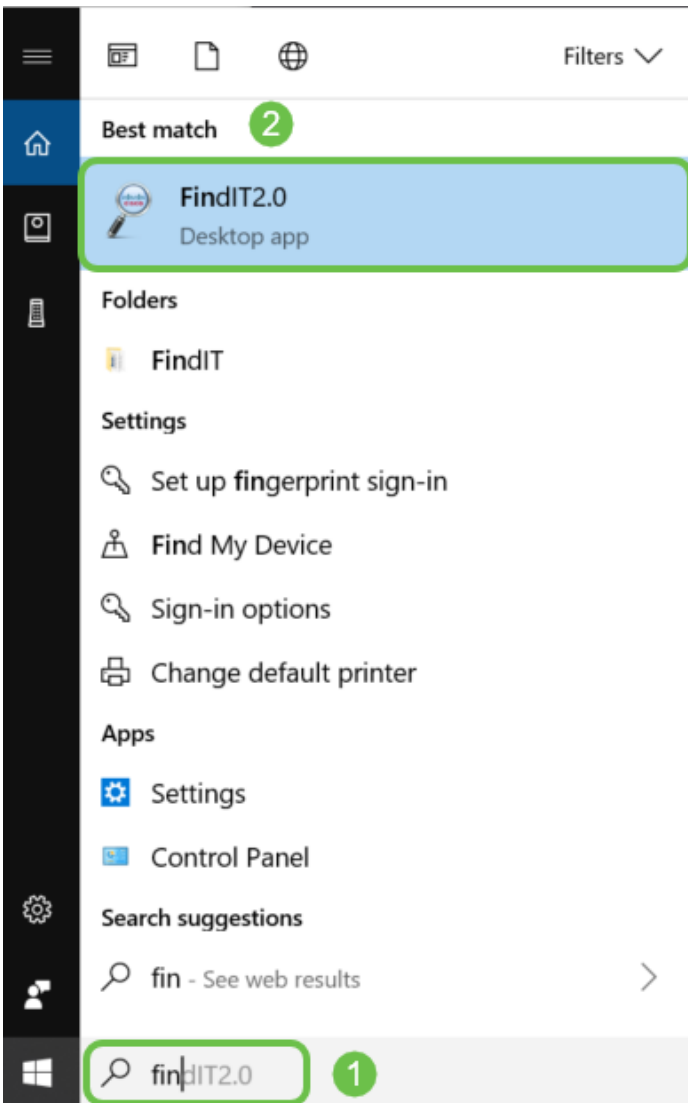 Filters
Best match 2
FindIT2.0
Desktop app
Folders
FindIT
Settings
Set up fingerprint sign-in
Find My Device
Sign-in options
Change default printer
Apps
Settings
Control Panel
Search suggestions
fin - See web results
findIT2.0 1